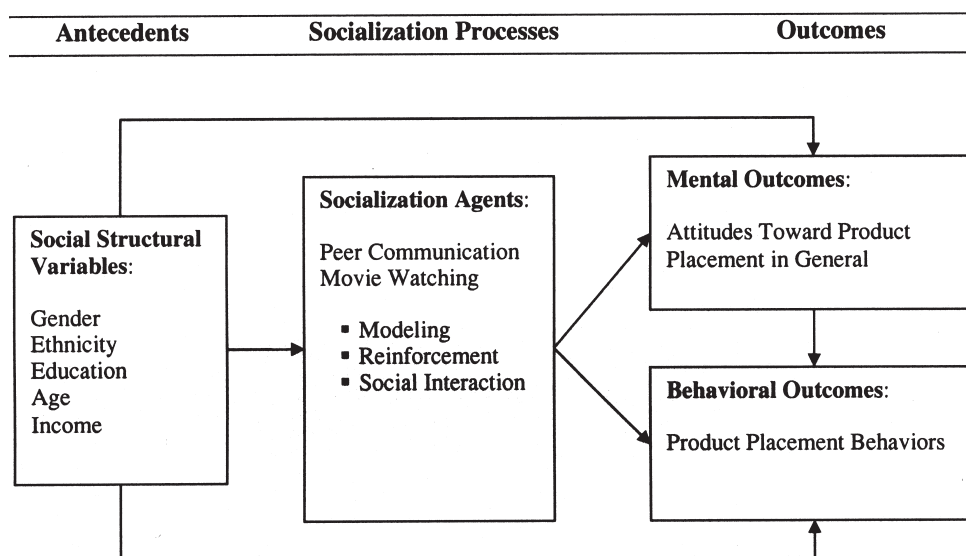 Antecedents
Socialization Processes
Outcomes
Social Structural
Variables:
Gender
Ethnicity
Education
Age
Income
Socialization Agents:
Peer Communication
Movie Watching
▪ Modeling
▪ Reinforcement
▪ Social Interaction
Mental Outcomes:
Attitudes Toward Product
Placement in General
Behavioral Outcomes:
Product Placement Behaviors